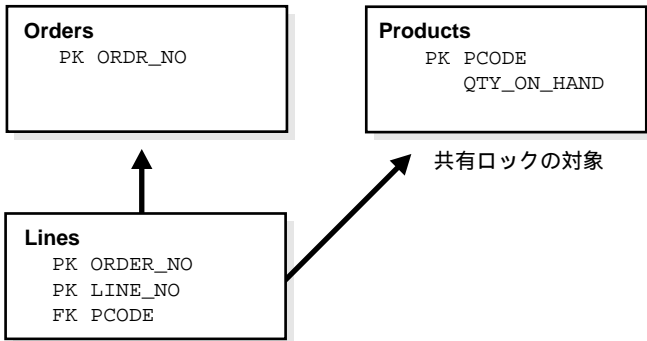 Orders
PK ORDR_NO
Products
PK PCODE
QTY_ON_HAND
共有ロックの対象
Lines
PK ORDER_NO
PK LINE_NO
FK PCODE